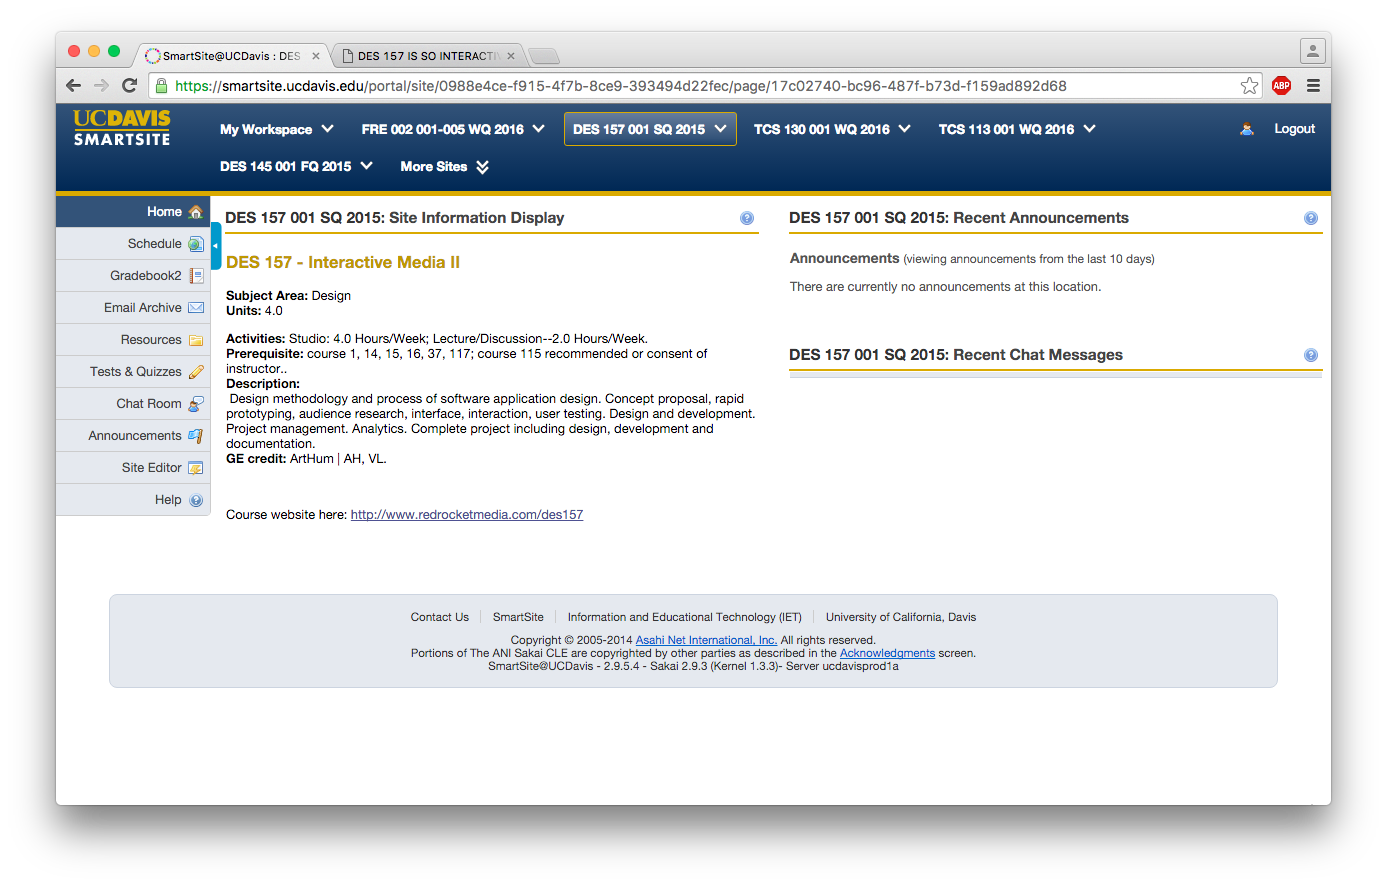 SmartSite@UCDavis : DES
DES 157 IS SO INTERACTIV
https://smartsite.ucdavis.edu/portal/site/0988e4ce-f915-4f7b-8ce9-393494d22fec/page/17c02740-bc96-487f-b73d-f159ad892d68
ABP
UCDAVIS
SMARTSITE
My Workspace
FRE 002 001-005 WQ 2016
DES 157 001 SQ 2015
TCS 130 001 WQ 2016
TCS 113 001 WQ 2016
Logout
DES 145 001 FQ 2015
More Sites
Home
Schedule
Gradebook2
Email Archive
Resources
Tests & Quizzes
Chat Room
Announcements
Site Editor
Help
DES 157 001 SQ 2015: Site Information Display
DES 157 - Interactive Media II
Subject Area: Design
Units: 4.0
Activities: Studio: 4.0 Hours/Week; Lecture/Discussion--2.0 Hours/Week.
Prerequisite: course 1, 14, 15, 16, 37, 117; course 115 recommended or consent of
instructor..
Description:
Design methodology and process of software application design. Concept proposal, rapid
prototyping, audience research, interface, interaction, user testing. Design and development.
Project management. Analytics. Complete project including design, development and
documentation.
GE credit: ArtHum | AH, VL.
Course website here: http://www.redrocketmedia.com/des157
DES 157 001 SQ 2015: Recent Announcements
Announcements (viewing announcements from the last 10 days)
There are currently no announcements at this location.
DES 157 001 SQ 2015: Recent Chat Messages
Contact Us
SmartSite
Information and Educational Technology (IET)
University of California, Davis
Copyright © 2005-2014 Asahi Net International, Inc. All rights reserved.
Portions of The ANI Sakai CLE are copyrighted by other parties as described in the Acknowledgments screen.
SmartSite@UCDavis - 2.9.5.4 - Sakai 2.9.3 (Kernel 1.3.3)- Server ucdavisprod1a